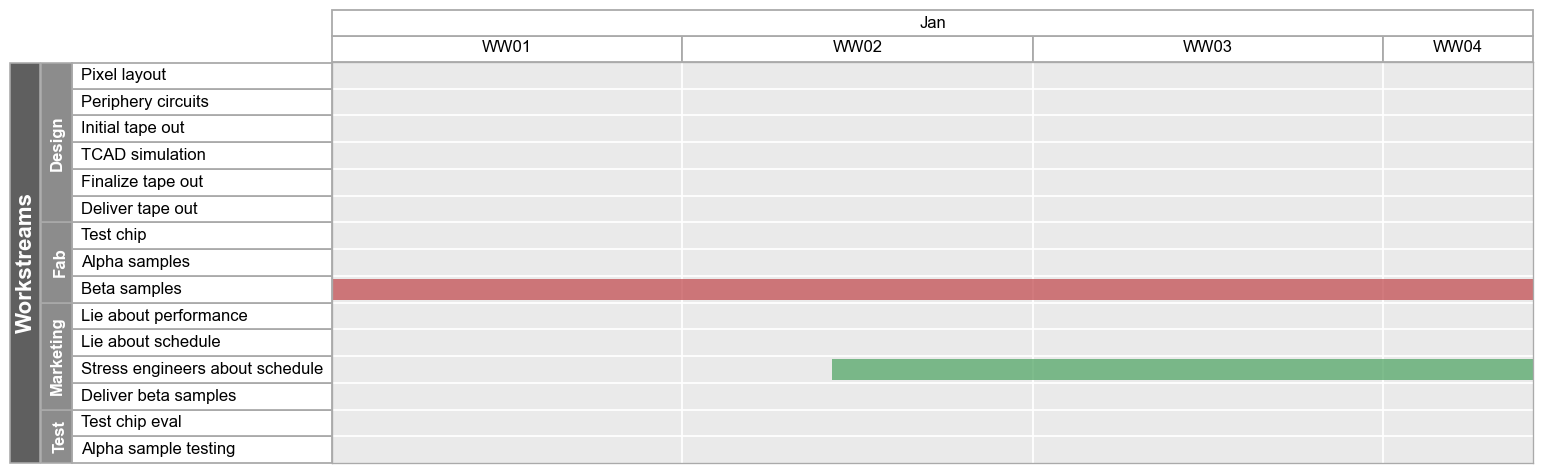 Jan
WW01 WW02 WW03 WW04
Workstreams
Design
Pixel layout
Periphery circuits
Initial tape out
TCAD simulation
Finalize tape out
Deliver tape out
Fab
Test chip
Alpha samples
Beta samples
Marketing
Lie about performance
Lie about schedule
Stress engineers about schedule
Deliver beta samples
Test
Test chip eval
Alpha sample testing